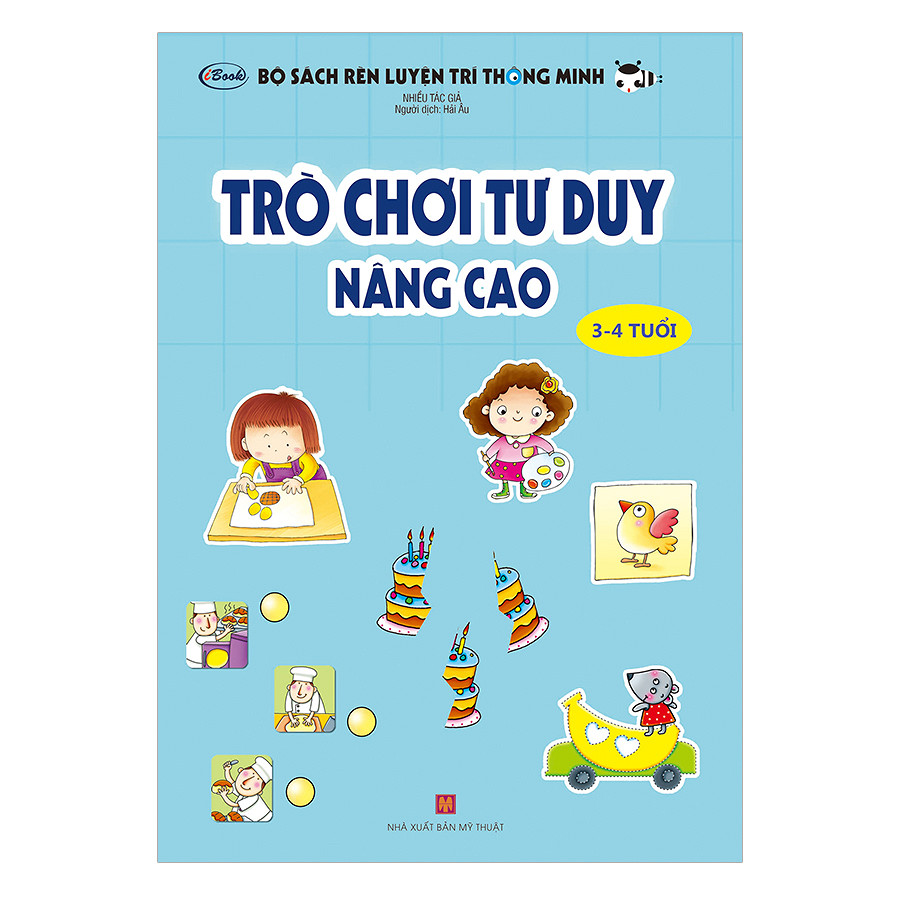 iBook BỘ SÁCH RÈN LUYỆN TRÍ THÔNG MINH
NHIỀU TÁC GIẢ
Người dịch: Hải Âu
TRÒ CHƠI TƯ DUY
NÂNG CAO
3-4 TUỔI
NHÀ XUẤT BẢN MỸ THUẬT